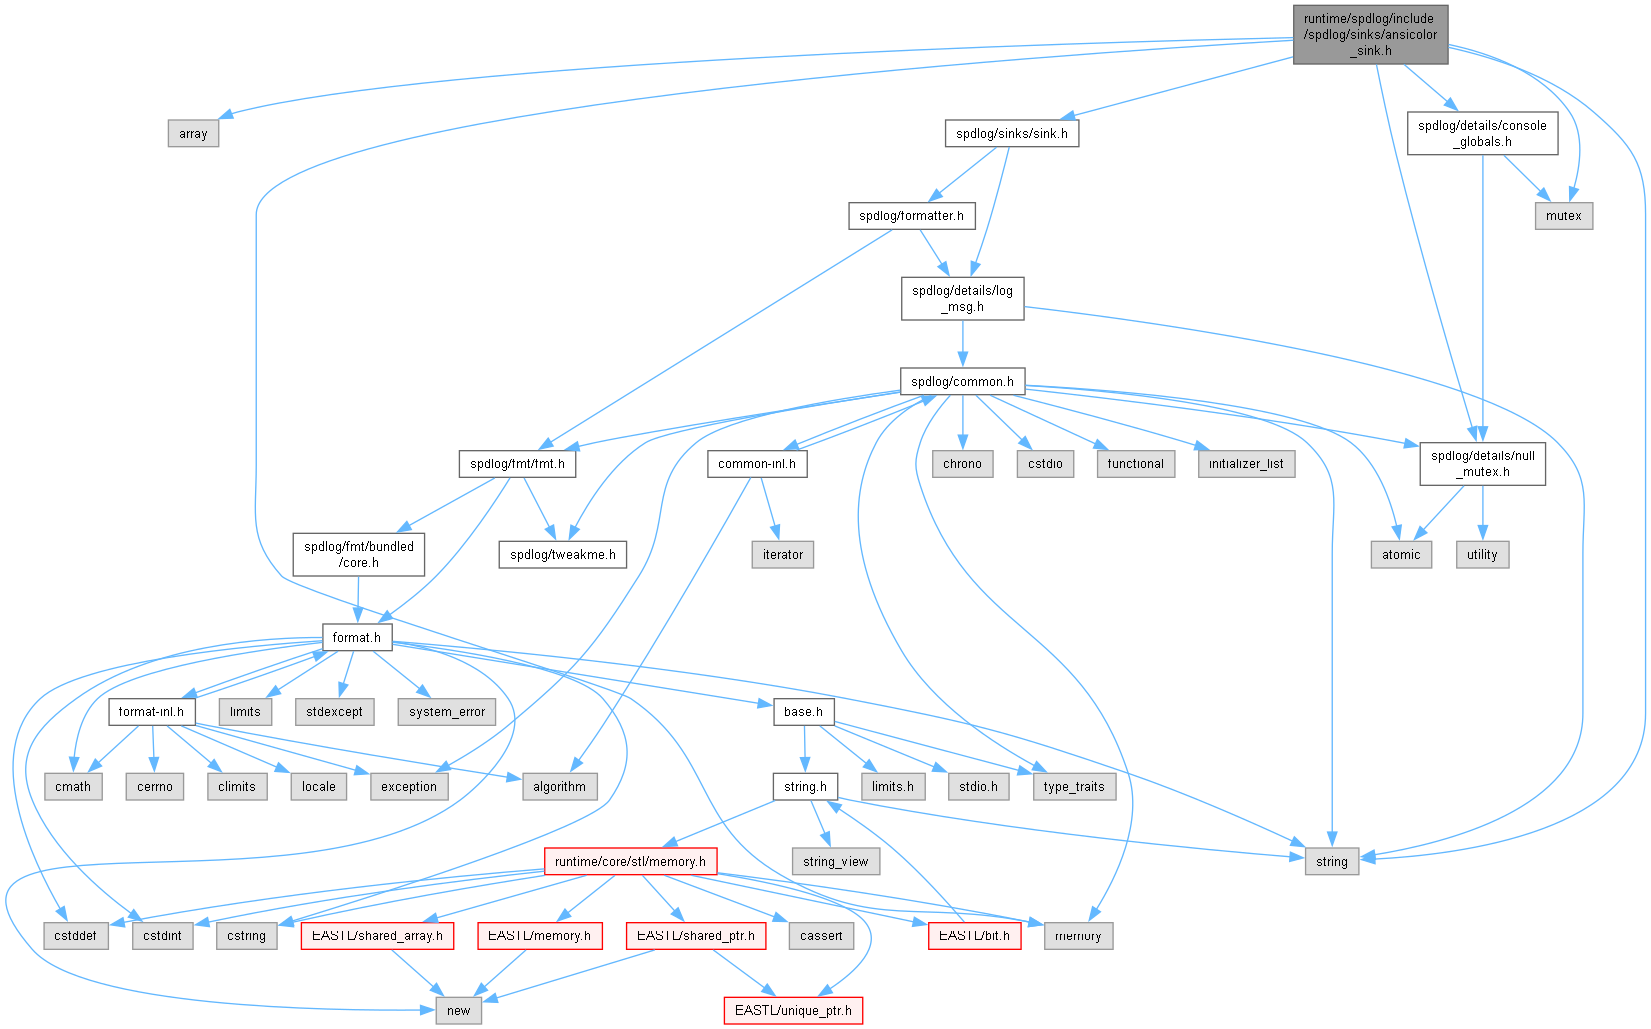 runtime/spdlog/include
/spdlog/sinks/ansicolor
_sink.h
array
spdlog/sinks/sink.h
spdlog/details/console
_globals.h
spdlog/formatter.h
mutex
spdlog/details/log
_msg.h
spdlog/common.h
spdlog/fmt/fmt.h
common-inl.h
chrono
cstdio
functional
initializer_list
spdlog/details/null
_mutex.h
spdlog/fmt/bundled
/core.h
spdlog/tweakme.h
iterator
atomic
utility
format.h
format-inl.h
limits
stdexcept
system_error
base.h
cmath
cerrno
climits
locale
exception
algorithm
string.h
limits.h
stdio.h
type_traits
runtime/core/stl/memory.h
string_view
string
cstddef
cstdint
cstring
EASTL/shared_array.h
EASTL/memory.h
EASTL/shared_ptr.h
cassert
EASTL/bit.h
memory
new
EASTL/unique_ptr.h